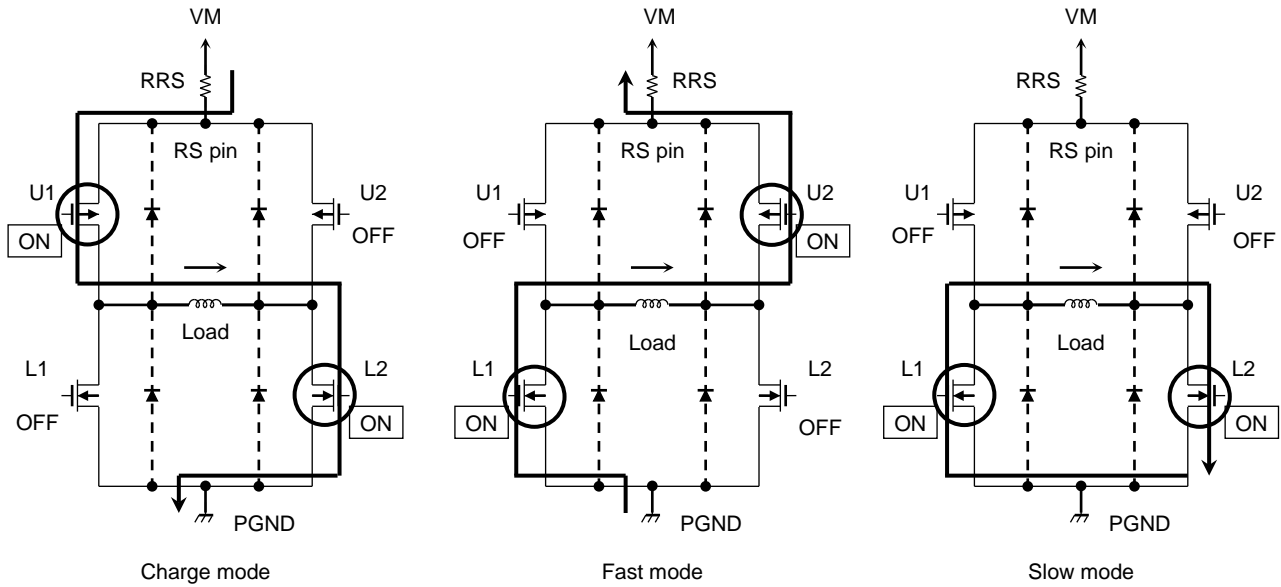 VM
RRS
RS pin
U1
U2
ON
OFF
Load
L1
L2
OFF
ON
PGND
Charge mode
VM
RRS
RS pin
U1
U2
OFF
ON
Load
L1
L2
ON
OFF
PGND
Fast mode
VM
RRS
RS pin
U1
U2
OFF
OFF
Load
L1
L2
ON
ON
PGND
Slow mode